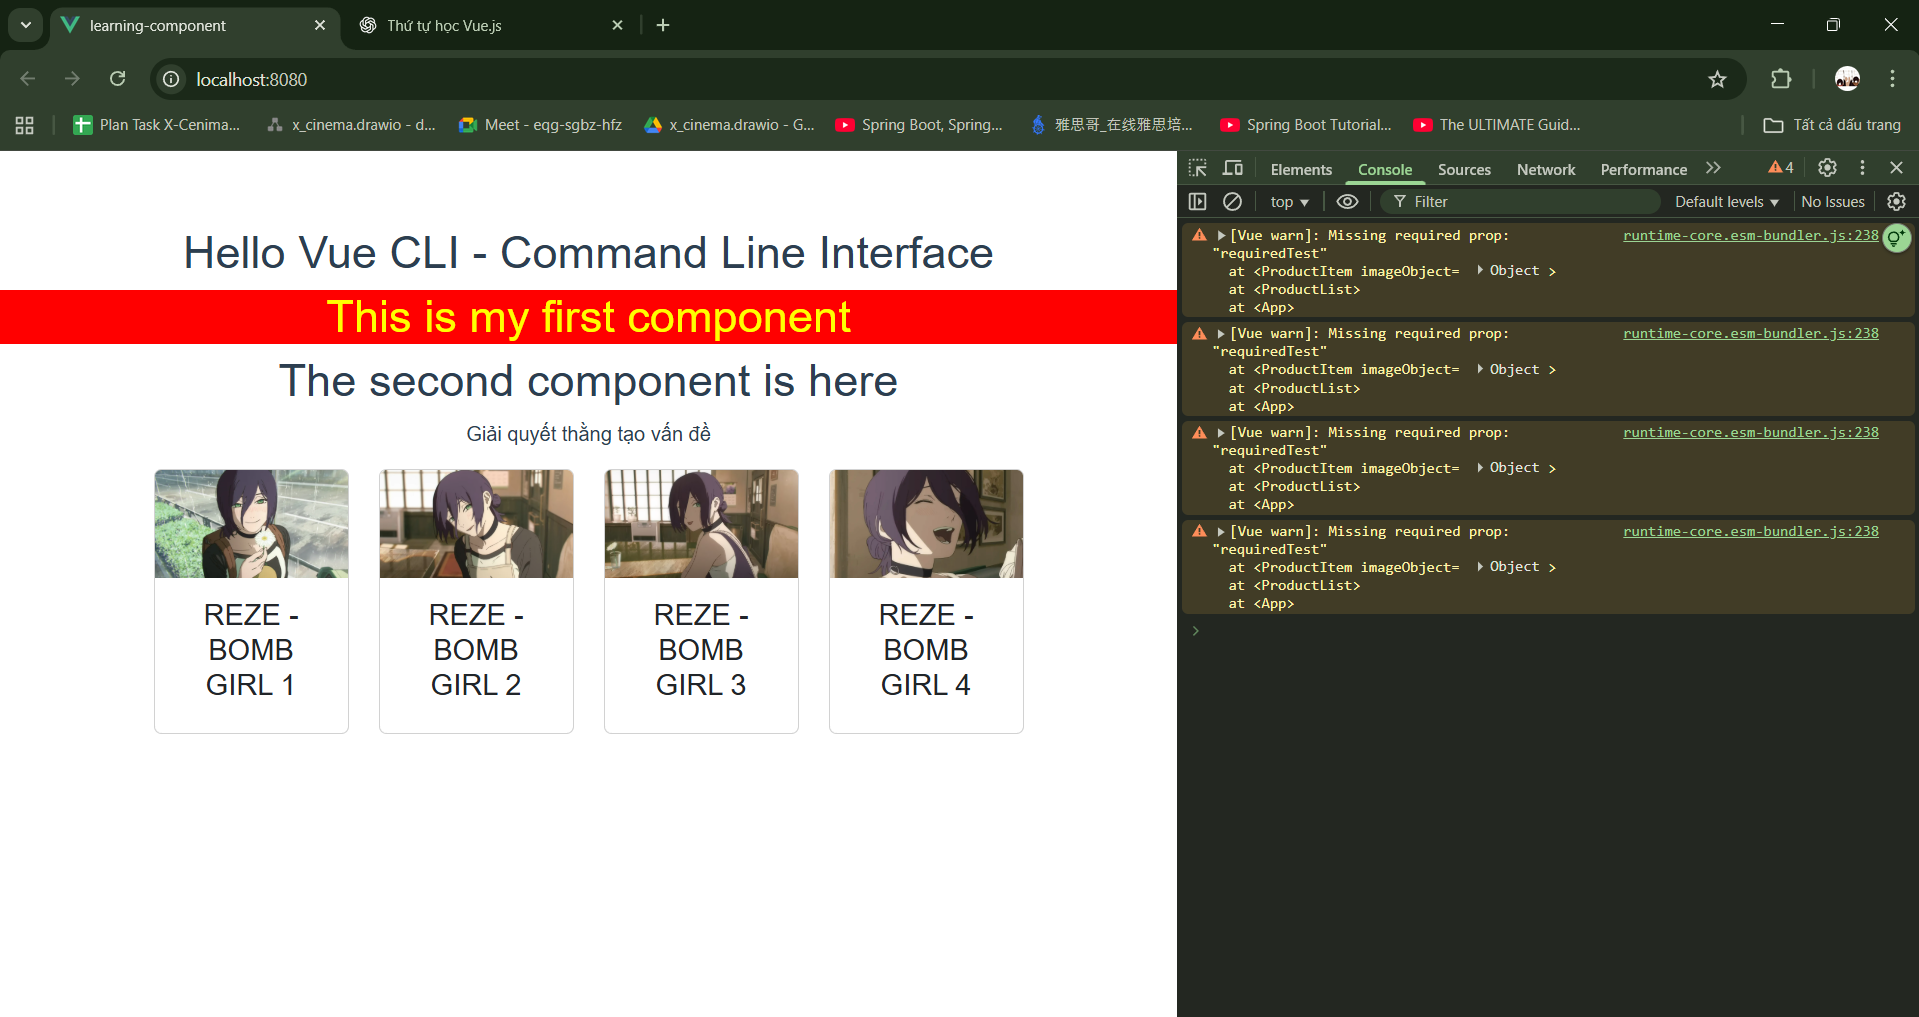 learning-component
Thứ tự học Vue.js
localhost:8080
Plan Task X-Cenima...
x_cinema.drawio - d...
Meet - eqg-sgbz-hfz
x_cinema.drawio - G...
Spring Boot, Spring...
雅思哥_在线雅思培...
Spring Boot Tutorial...
The ULTIMATE Guid...
Tất cả dấu trang
Hello Vue CLI - Command Line Interface
This is my first component
The second component is here
Giải quyết thằng tạo vấn đề
REZE -
BOMB
GIRL 1
REZE -
BOMB
GIRL 2
REZE -
BOMB
GIRL 3
REZE -
BOMB
GIRL 4
Elements Console Sources Network Performance 4
top Filter Default levels No Issues
[Vue warn]: Missing required prop: runtime-core.esm-bundler.js:238
"requiredTest"
at <ProductItem imageObject= Object >
at <ProductList>
at <App>
[Vue warn]: Missing required prop: runtime-core.esm-bundler.js:238
"requiredTest"
at <ProductItem imageObject= Object >
at <ProductList>
at <App>
[Vue warn]: Missing required prop: runtime-core.esm-bundler.js:238
"requiredTest"
at <ProductItem imageObject= Object >
at <ProductList>
at <App>
[Vue warn]: Missing required prop: runtime-core.esm-bundler.js:238
"requiredTest"
at <ProductItem imageObject= Object >
at <ProductList>
at <App>